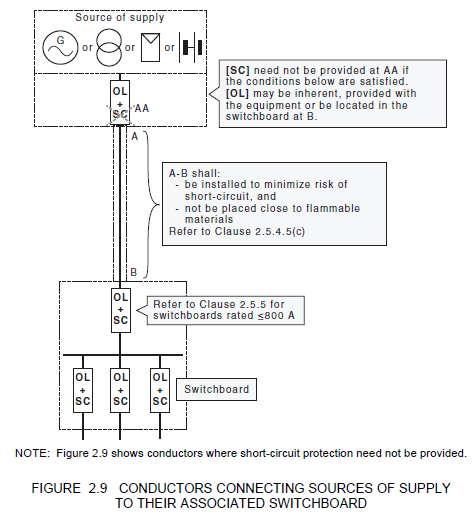 Source of supply
G
or or or
[SC] need not be provided at AA if
the conditions below are satisfied.
[OL] may be inherent, provided with
the equipment or be located in the
switchboard at B.
OL
+
SC
AA
A
A-B shall:
- be installed to minimize risk of
short-circuit, and
- not be placed close to flammable
materials
Refer to Clause 2.5.4.5(c)
B
OL
+
SC
Refer to Clause 2.5.5 for
switchboards rated ≤800 A
OL OL OL
+ + +
SC SC SC
Switchboard
NOTE: Figure 2.9 shows conductors where short-circuit protection need not be provided.
FIGURE 2.9 CONDUCTORS CONNECTING SOURCES OF SUPPLY
TO THEIR ASSOCIATED SWITCHBOARD